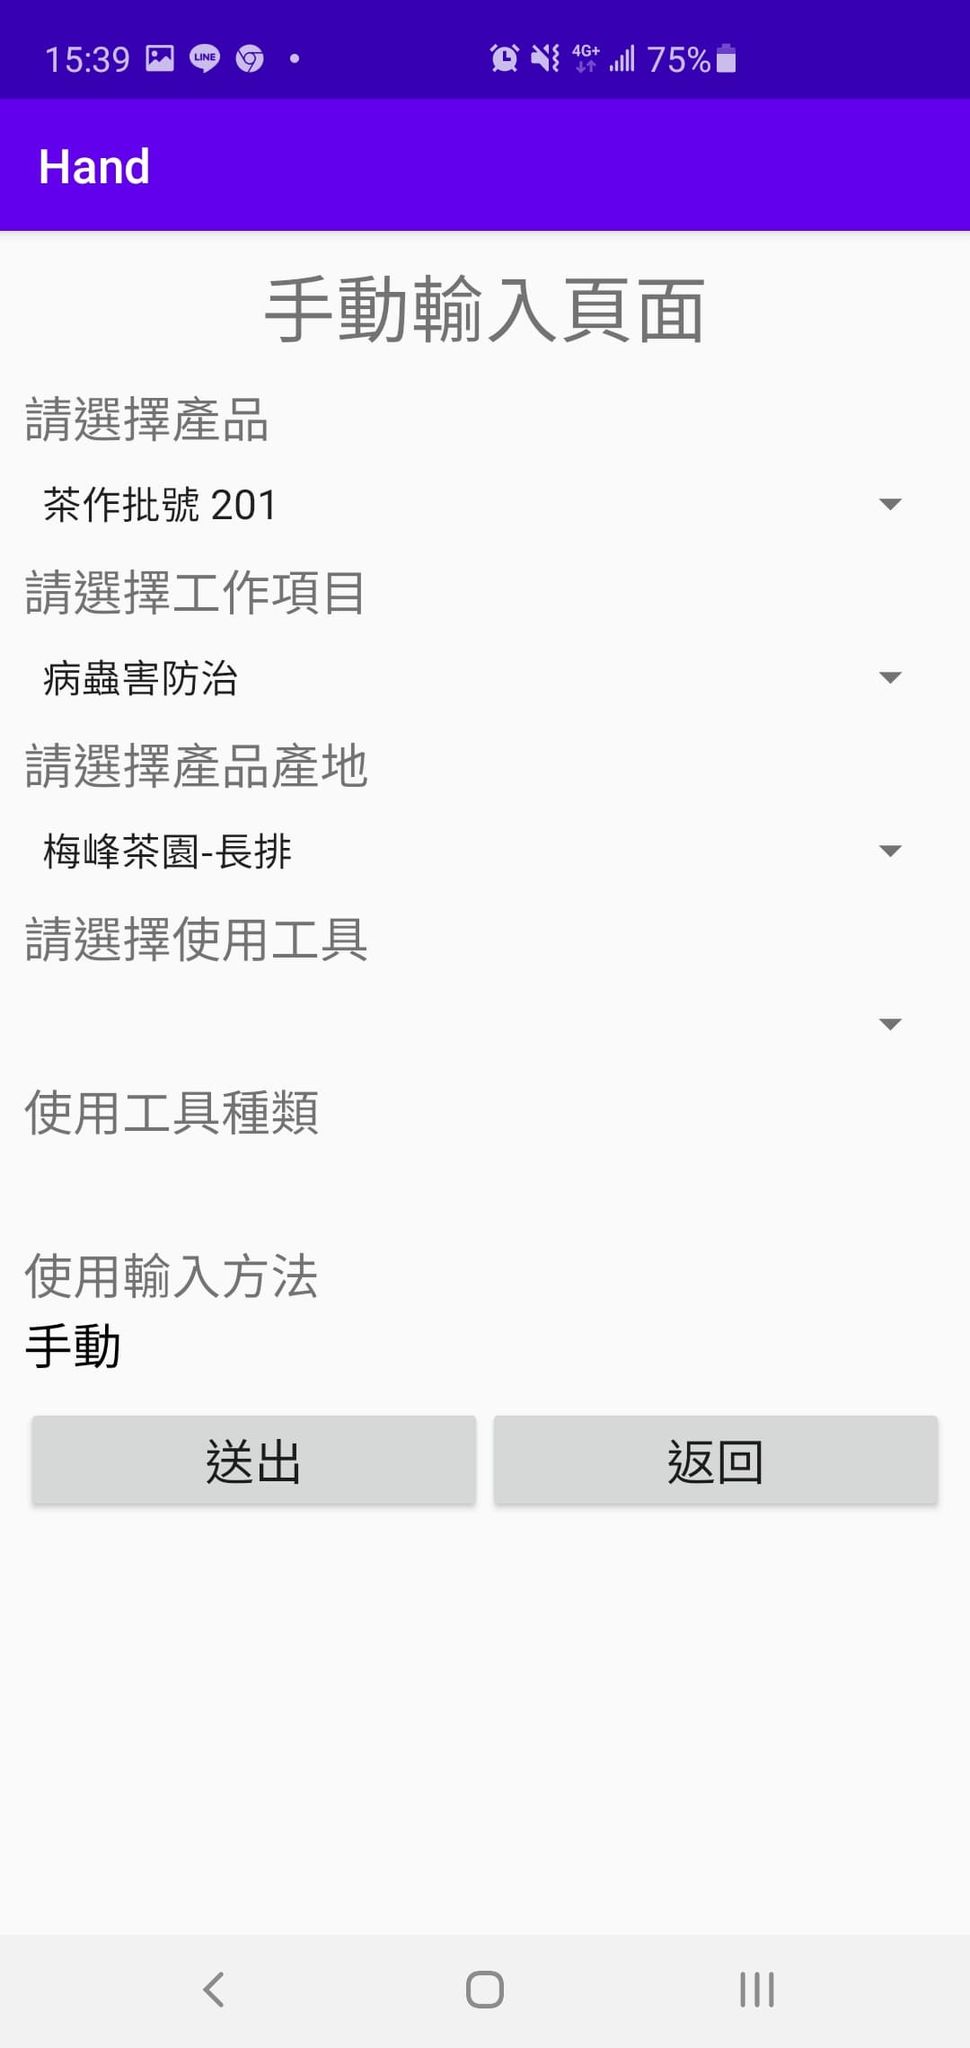 15:39 LINE 4G+ 75%
Hand
手動輸入頁面
請選擇產品
茶作批號 201
請選擇工作項目
病蟲害防治
請選擇產品產地
梅峰茶園-長排
請選擇使用工具
使用工具種類
使用輸入方法
手動
送出 返回